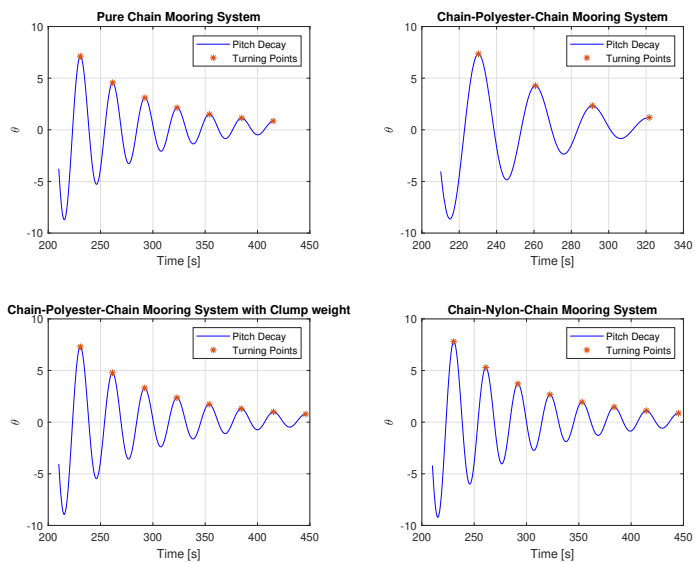 Pure Chain Mooring System
10
5
0
-5
-10
θ
200
250
300
350
400
450
Time [s]
Pitch Decay
Turning Points
Chain-Polyester-Chain Mooring System
10
5
0
-5
-10
θ
200
220
240
260
280
300
320
340
Time [s]
Pitch Decay
Turning Points
Chain-Polyester-Chain Mooring System with Clump weight
10
5
0
-5
-10
θ
200
250
300
350
400
450
Time [s]
Pitch Decay
Turning Points
Chain-Nylon-Chain Mooring System
10
5
0
-5
-10
θ
200
250
300
350
400
450
Time [s]
Pitch Decay
Turning Points